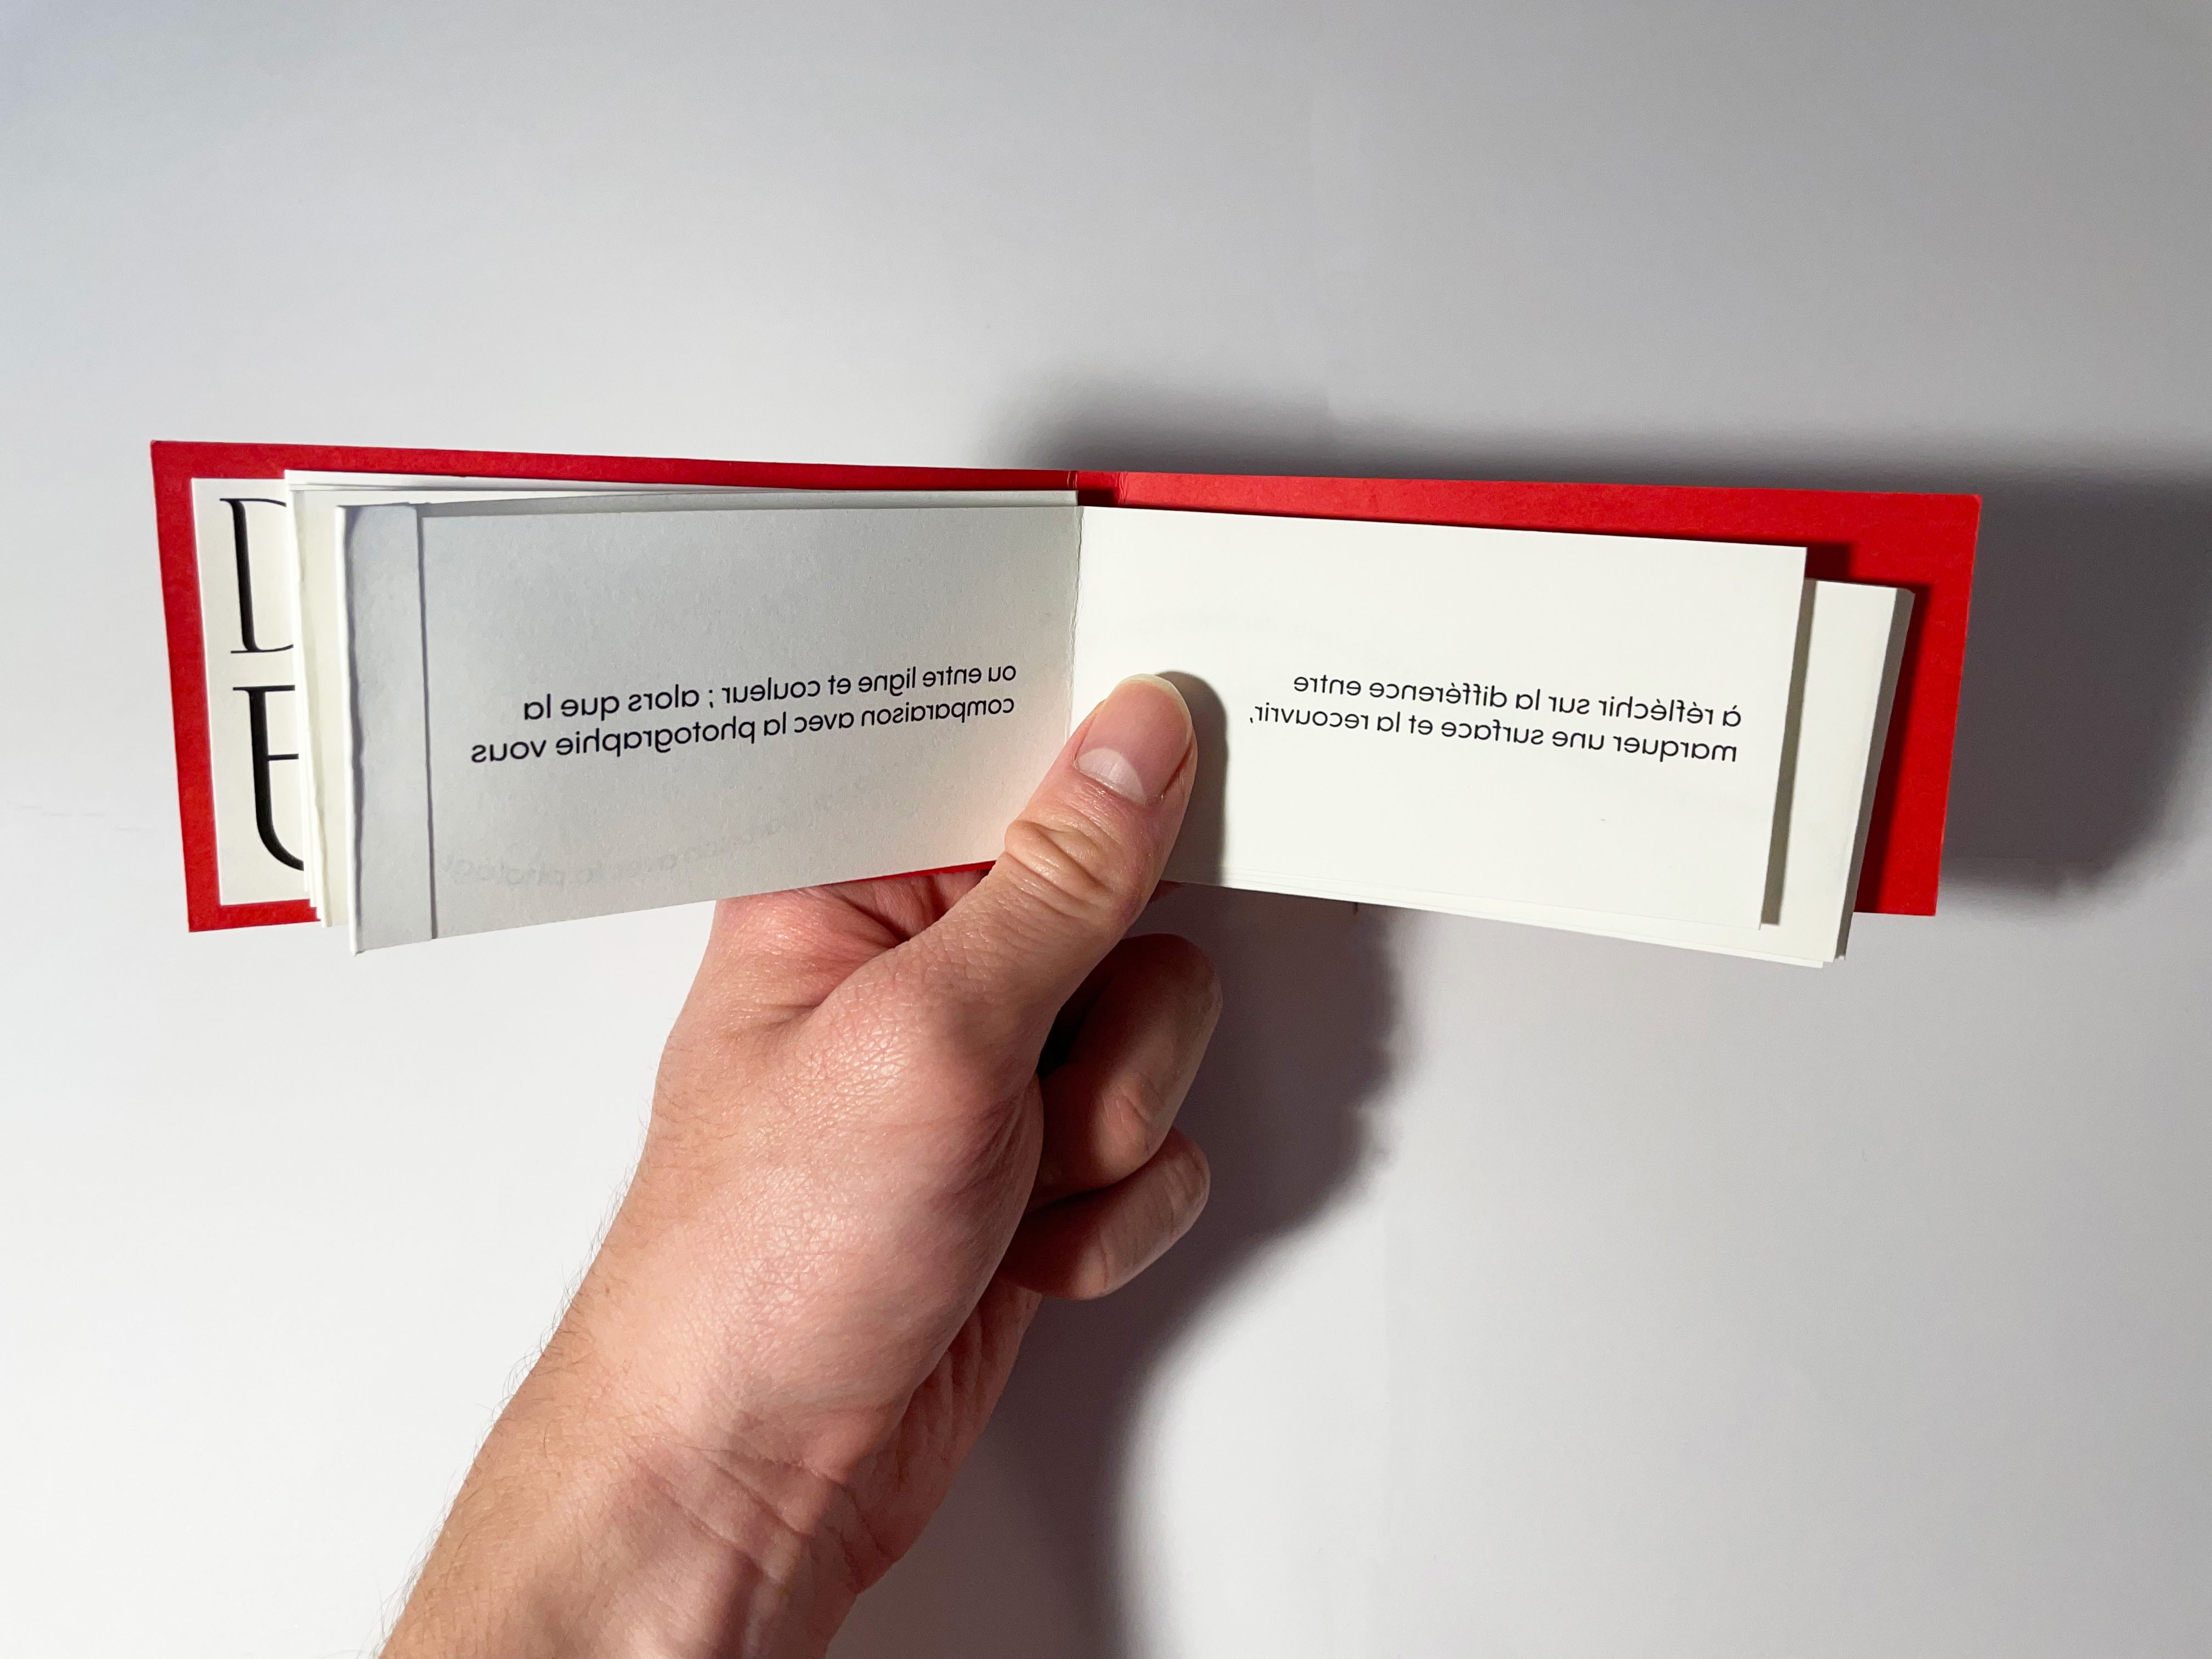 à réfléchir sur la différence entre
marquer une surface et la recouvrir,
ou entre ligne et couleur ; alors que la
comparaison avec la photographie vous